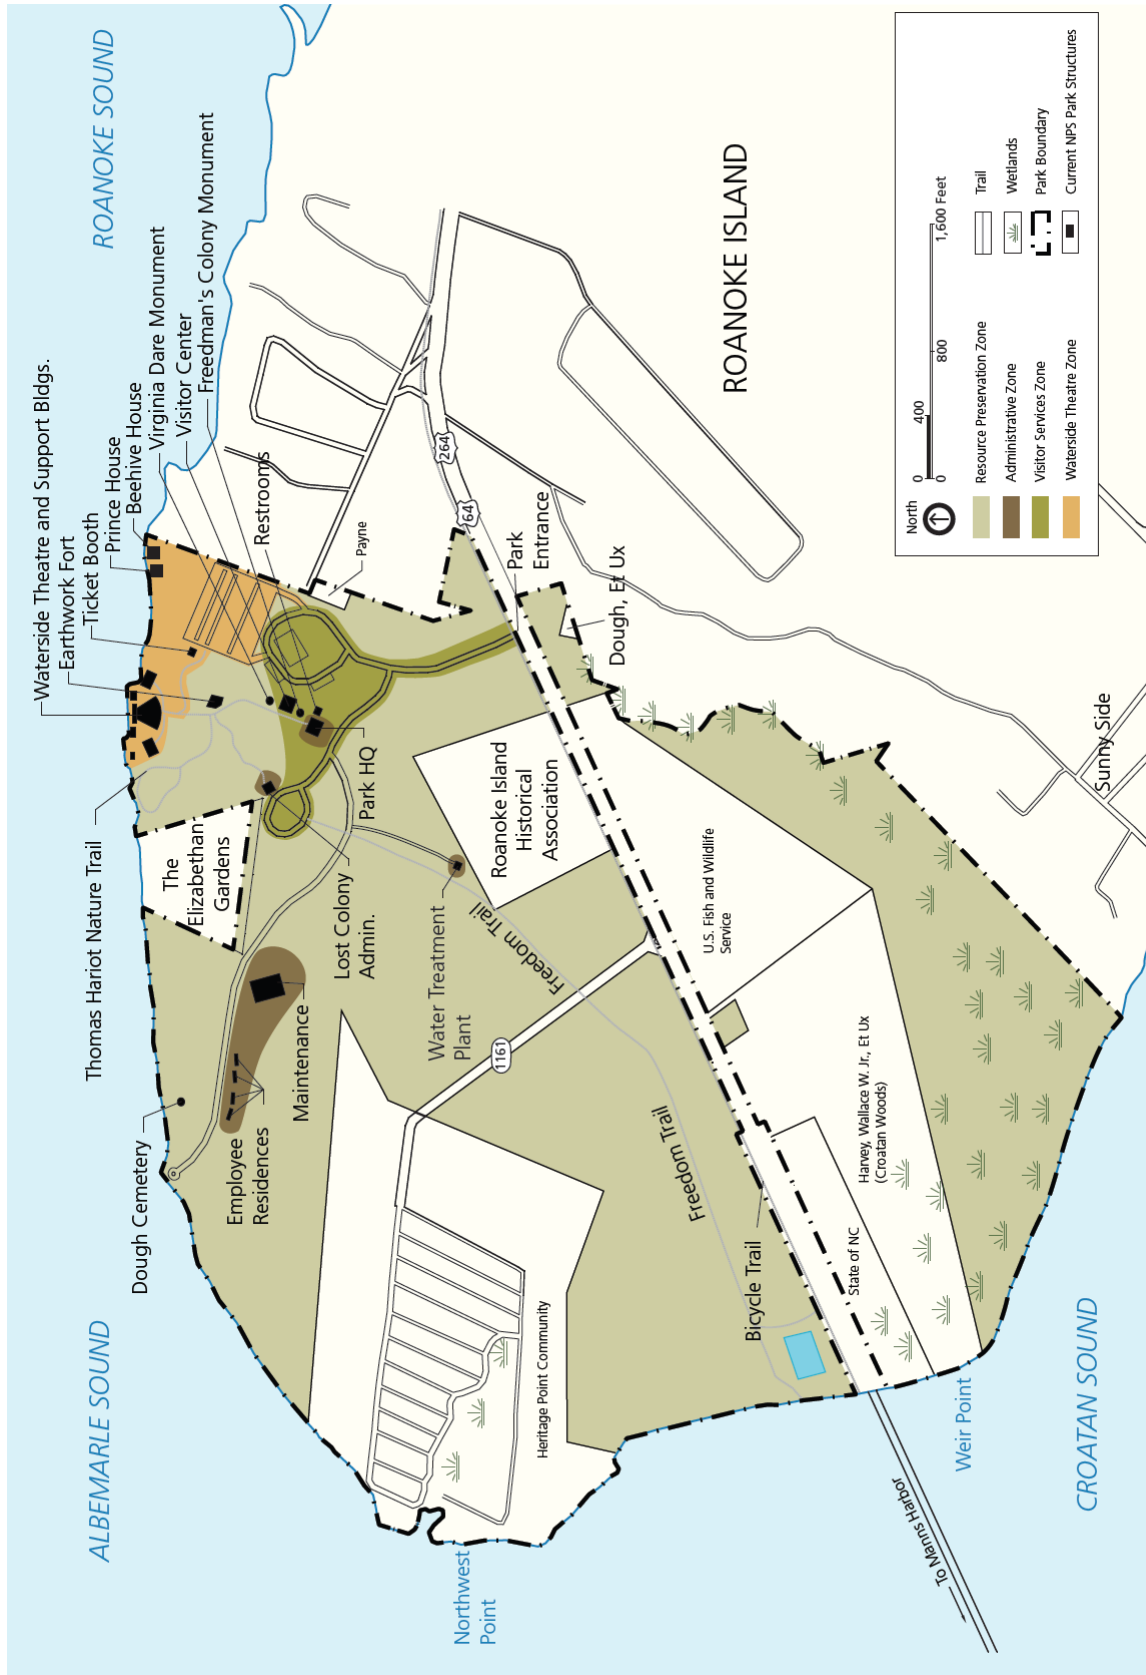 ROANOKE SOUND
ALBEMARLE SOUND
CROATAN SOUND
ROANOKE ISLAND
Waterside Theatre and Support Bldgs.
Earthwork Fort
Ticket Booth
Prince House
Beehive House
Virginia Dare Monument
Visitor Center
Freedman's Colony Monument
Restrooms
Payne
Thomas Hariot Nature Trail
The
Elizabethan
Gardens
Park HQ
Lost Colony
Admin.
Water Treatment
Plant
Freedom Trail
Dough Cemetery
Employee
Residences
Maintenance
1161
264
64
Park
Entrance
Dough, Et Ux
Roanoke Island
Historical
Association
U.S. Fish and Wildlife
Service
Harvey, Wallace W. Jr., Et Ux
(Croatan Woods)
State of NC
Freedom Trail
Bicycle Trail
Heritage Point Community
Northwest
Point
Weir Point
To Manns Harbor
Sunny Side
North
0 400 800 1,600 Feet
0
Resource Preservation Zone
Administrative Zone
Visitor Services Zone
Waterside Theatre Zone
Trail
Wetlands
Park Boundary
Current NPS Park Structures